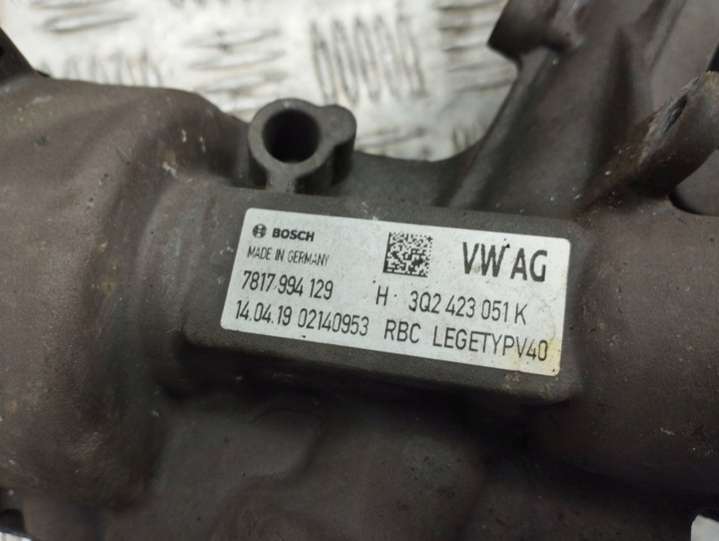 BOSCH VW AG
MADE IN GERMANY
7817 994 129 H 3Q2 423 051 K
14.04.19 02140953 RBC LEGETYPV40